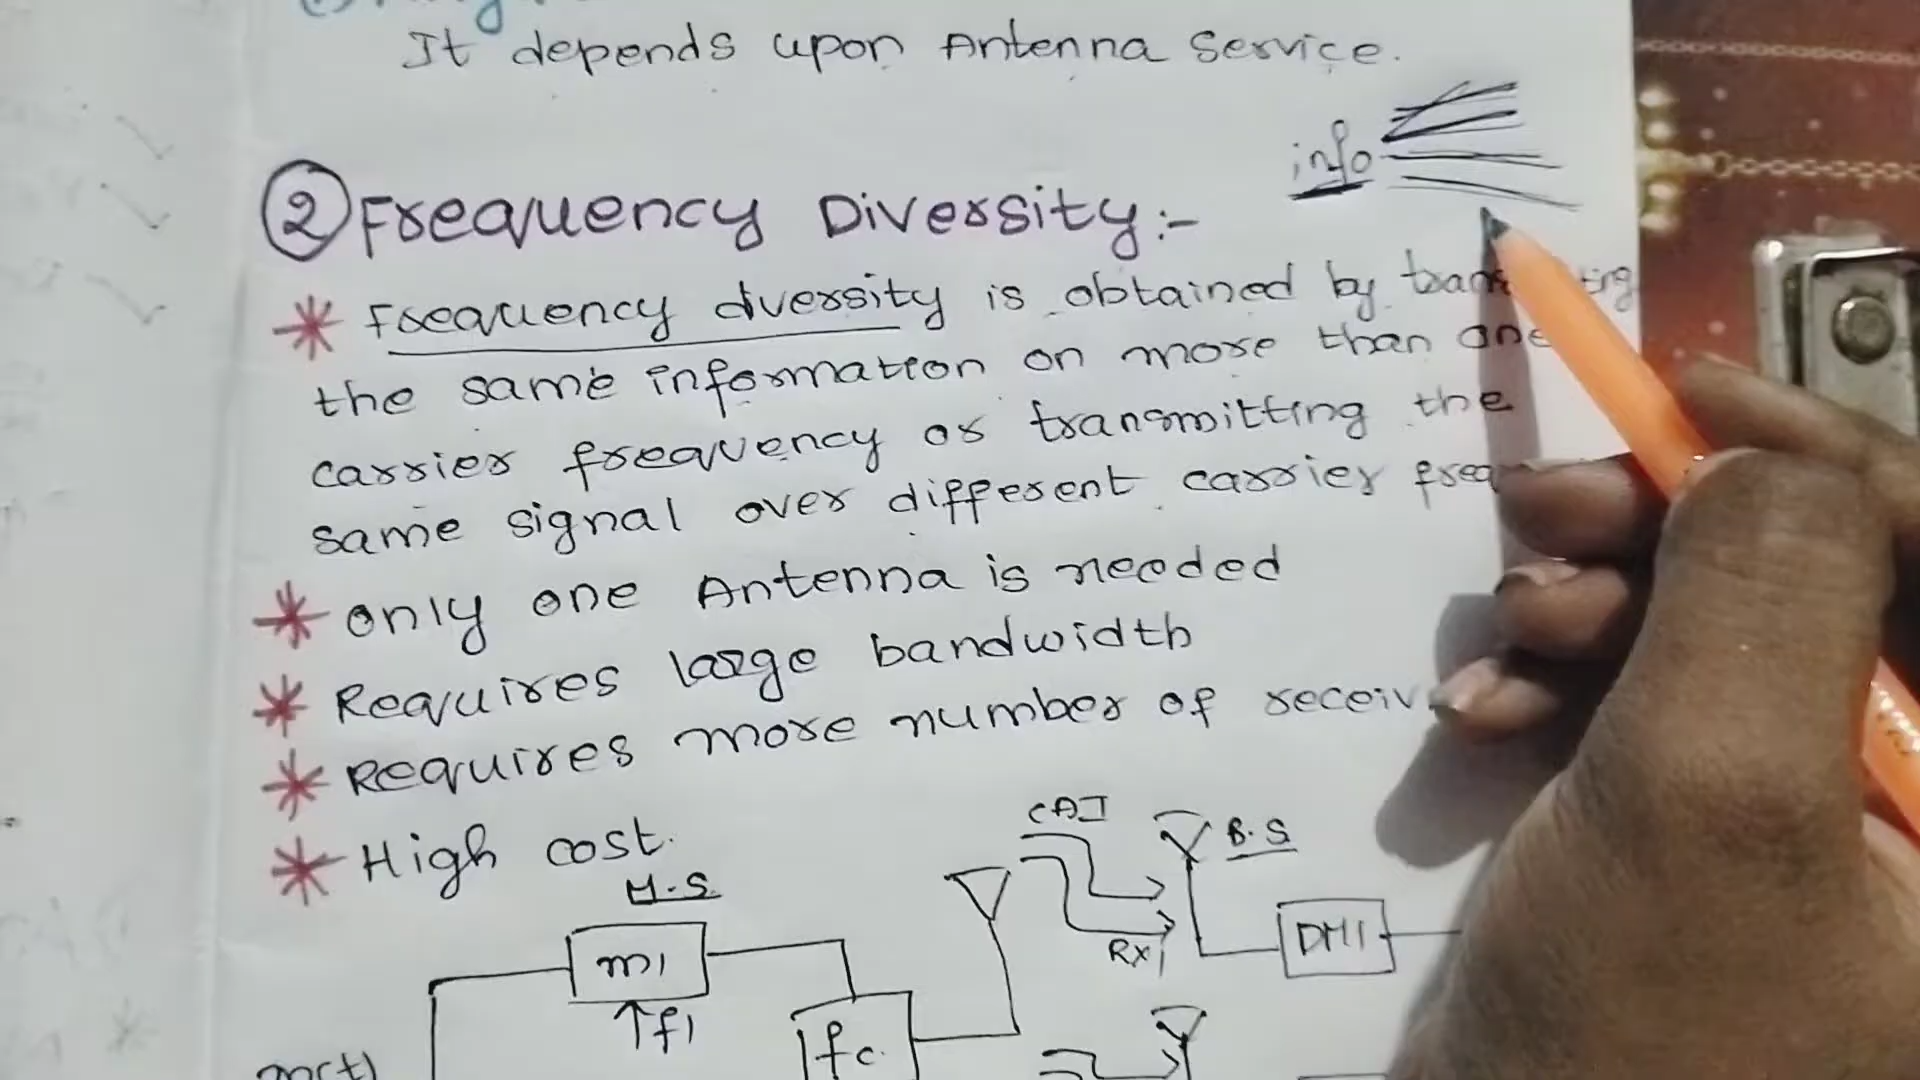 It depends upon Antenna Service.
info
② Frequency Diversity:-
* Frequency diversity is obtained by
the same information on more than one
carrier frequency or transmitting the
same signal over different carrier
* only one Antenna is needed
* Requires large bandwidth
* Requires more number of
* High cost.
CAI
B.S
M.S.
m1
DM1
Rx1
↑f1
fc.
m(t)